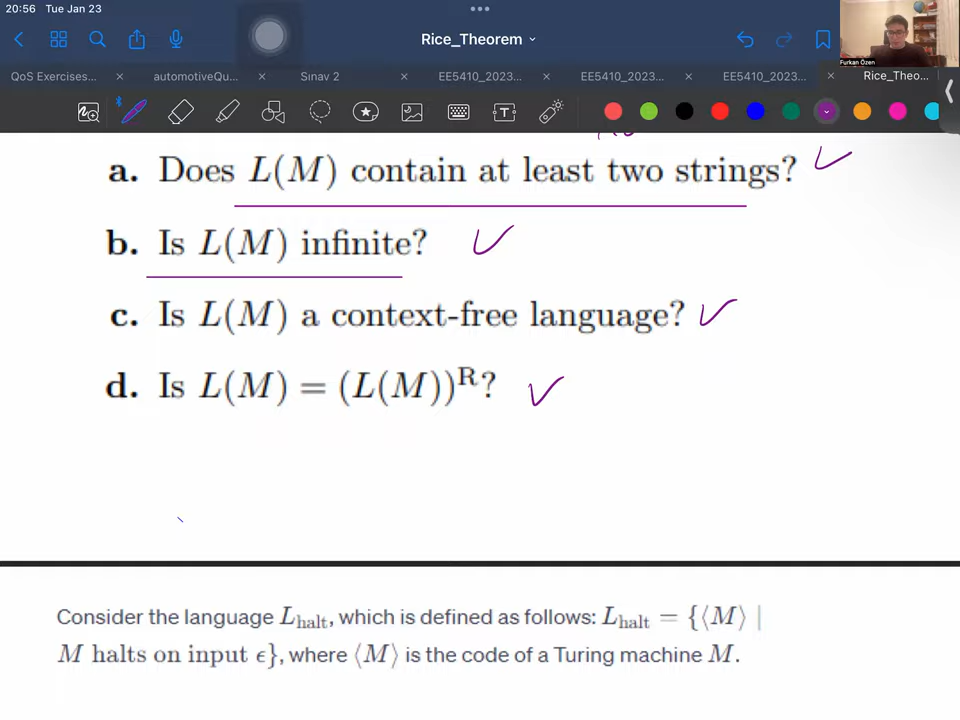 20:56 Tue Jan 23
Rice_Theorem
Furkan Özen
QoS Exercises...
automotiveQu...
Sınav 2
EE5410_2023...
EE5410_2023...
EE5410_2023...
Rice_Theo...
a. Does L(M) contain at least two strings?
b. Is L(M) infinite?
c. Is L(M) a context-free language?
d. Is L(M) = (L(M))ᴿ?
Consider the language L_halt, which is defined as follows: L_halt = {⟨M⟩ |
M halts on input ϵ}, where ⟨M⟩ is the code of a Turing machine M.